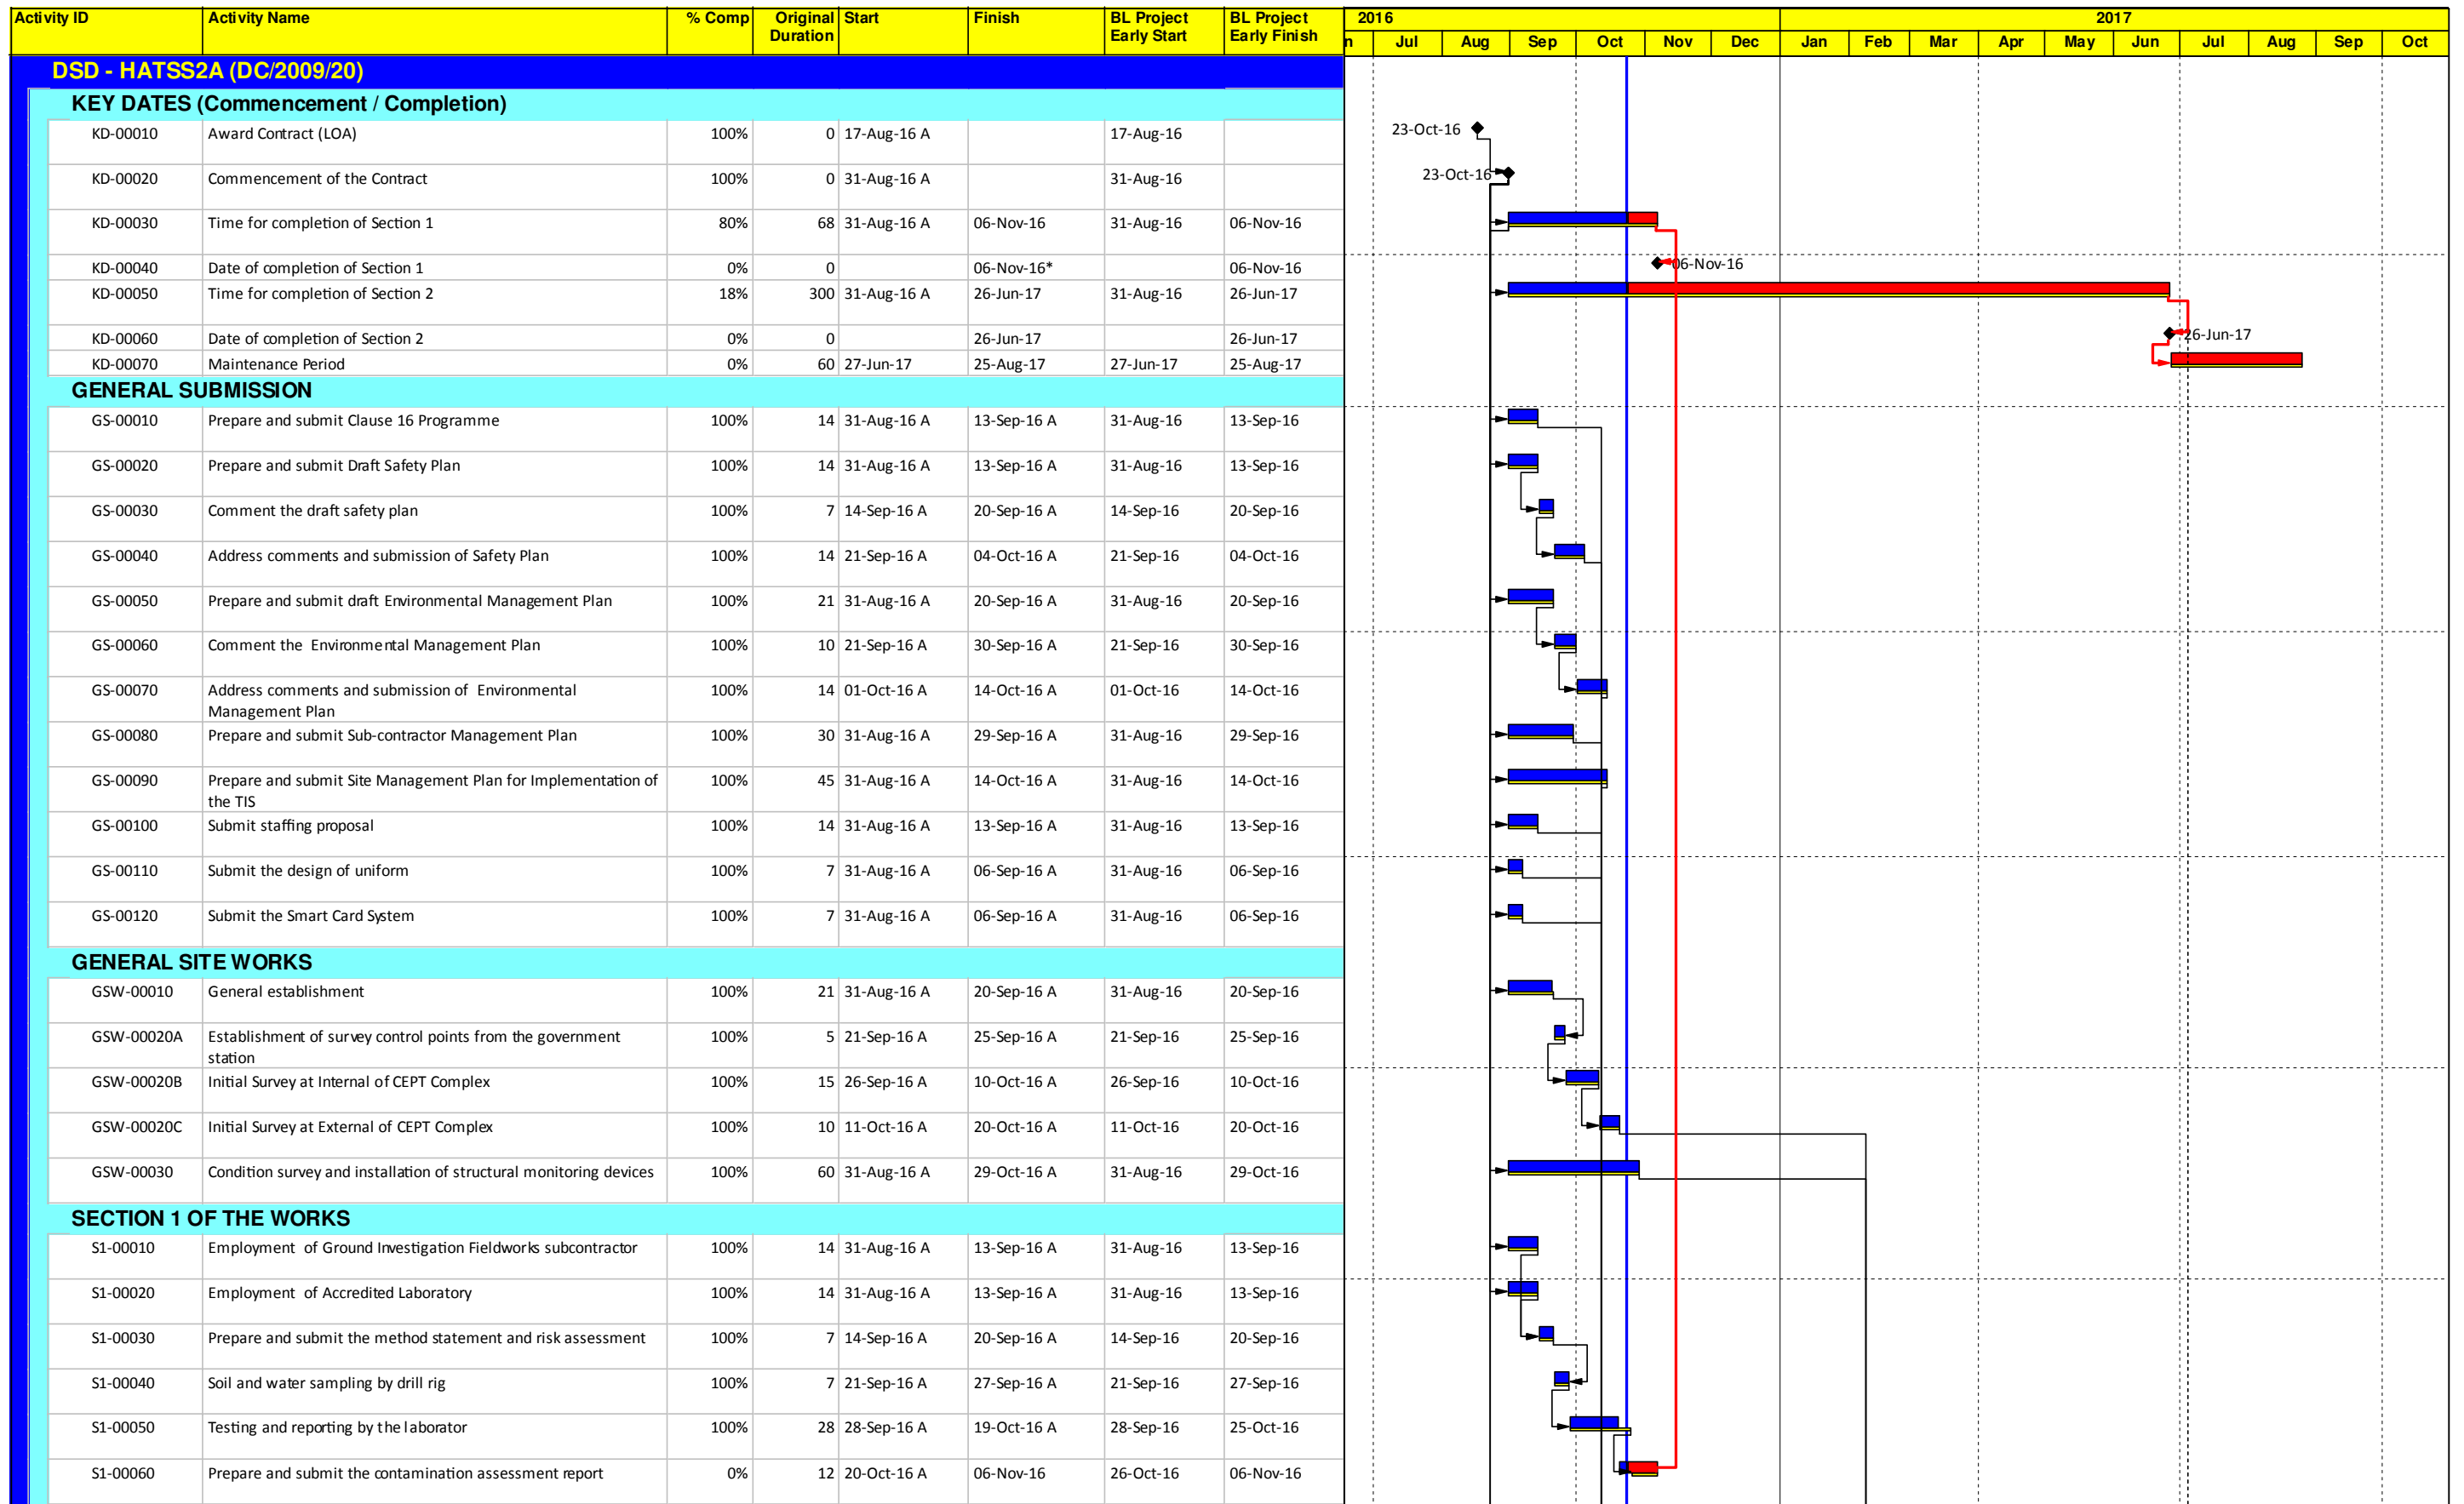 Activity ID Activity Name % Comp Original Start Finish BL Project BL Project 2016 2017
Duration Early Start Early Finish n Jul Aug Sep Oct Nov Dec Jan Feb Mar Apr May Jun Jul Aug Sep Oct
DSD - HATSS2A (DC/2009/20)
KEY DATES (Commencement / Completion)
KD-00010 Award Contract (LOA) 100% 0 17-Aug-16 A 17-Aug-16 23-Oct-16
KD-00020 Commencement of the Contract 100% 0 31-Aug-16 A 31-Aug-16 23-Oct-16
KD-00030 Time for completion of Section 1 80% 68 31-Aug-16 A 06-Nov-16 31-Aug-16 06-Nov-16
KD-00040 Date of completion of Section 1 0% 0 06-Nov-16* 06-Nov-16 06-Nov-16
KD-00050 Time for completion of Section 2 18% 300 31-Aug-16 A 26-Jun-17 31-Aug-16 26-Jun-17
KD-00060 Date of completion of Section 2 0% 0 26-Jun-17 26-Jun-17 26-Jun-17
KD-00070 Maintenance Period 0% 60 27-Jun-17 25-Aug-17 27-Jun-17 25-Aug-17
GENERAL SUBMISSION
GS-00010 Prepare and submit Clause 16 Programme 100% 14 31-Aug-16 A 13-Sep-16 A 31-Aug-16 13-Sep-16
GS-00020 Prepare and submit Draft Safety Plan 100% 14 31-Aug-16 A 13-Sep-16 A 31-Aug-16 13-Sep-16
GS-00030 Comment the draft safety plan 100% 7 14-Sep-16 A 20-Sep-16 A 14-Sep-16 20-Sep-16
GS-00040 Address comments and submission of Safety Plan 100% 14 21-Sep-16 A 04-Oct-16 A 21-Sep-16 04-Oct-16
GS-00050 Prepare and submit draft Environmental Management Plan 100% 21 31-Aug-16 A 20-Sep-16 A 31-Aug-16 20-Sep-16
GS-00060 Comment the Environmental Management Plan 100% 10 21-Sep-16 A 30-Sep-16 A 21-Sep-16 30-Sep-16
GS-00070 Address comments and submission of Environmental 100% 14 01-Oct-16 A 14-Oct-16 A 01-Oct-16 14-Oct-16
Management Plan
GS-00080 Prepare and submit Sub-contractor Management Plan 100% 30 31-Aug-16 A 29-Sep-16 A 31-Aug-16 29-Sep-16
GS-00090 Prepare and submit Site Management Plan for Implementation of 100% 45 31-Aug-16 A 14-Oct-16 A 31-Aug-16 14-Oct-16
the TIS
GS-00100 Submit staffing proposal 100% 14 31-Aug-16 A 13-Sep-16 A 31-Aug-16 13-Sep-16
GS-00110 Submit the design of uniform 100% 7 31-Aug-16 A 06-Sep-16 A 31-Aug-16 06-Sep-16
GS-00120 Submit the Smart Card System 100% 7 31-Aug-16 A 06-Sep-16 A 31-Aug-16 06-Sep-16
GENERAL SITE WORKS
GSW-00010 General establishment 100% 21 31-Aug-16 A 20-Sep-16 A 31-Aug-16 20-Sep-16
GSW-00020A Establishment of survey control points from the government 100% 5 21-Sep-16 A 25-Sep-16 A 21-Sep-16 25-Sep-16
station
GSW-00020B Initial Survey at Internal of CEPT Complex 100% 15 26-Sep-16 A 10-Oct-16 A 26-Sep-16 10-Oct-16
GSW-00020C Initial Survey at External of CEPT Complex 100% 10 11-Oct-16 A 20-Oct-16 A 11-Oct-16 20-Oct-16
GSW-00030 Condition survey and installation of structural monitoring devices 100% 60 31-Aug-16 A 29-Oct-16 A 31-Aug-16 29-Oct-16
SECTION 1 OF THE WORKS
S1-00010 Employment of Ground Investigation Fieldworks subcontractor 100% 14 31-Aug-16 A 13-Sep-16 A 31-Aug-16 13-Sep-16
S1-00020 Employment of Accredited Laboratory 100% 14 31-Aug-16 A 13-Sep-16 A 31-Aug-16 13-Sep-16
S1-00030 Prepare and submit the method statement and risk assessment 100% 7 14-Sep-16 A 20-Sep-16 A 14-Sep-16 20-Sep-16
S1-00040 Soil and water sampling by drill rig 100% 7 21-Sep-16 A 27-Sep-16 A 21-Sep-16 27-Sep-16
S1-00050 Testing and reporting by the laborator 100% 28 28-Sep-16 A 19-Oct-16 A 28-Sep-16 25-Oct-16
S1-00060 Prepare and submit the contamination assessment report 0% 12 20-Oct-16 A 06-Nov-16 26-Oct-16 06-Nov-16